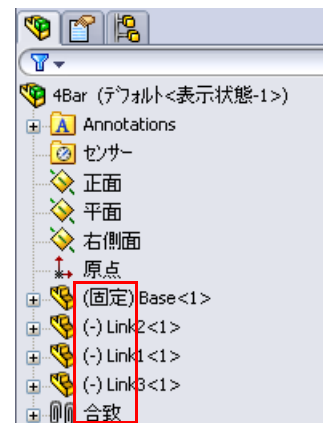 4Bar (デフォルト<表示状態-1>)
Annotations
センサー
正面
平面
右側面
原点
(固定) Base<1>
(-) Link2<1>
(-) Link1<1>
(-) Link3<1>
合致